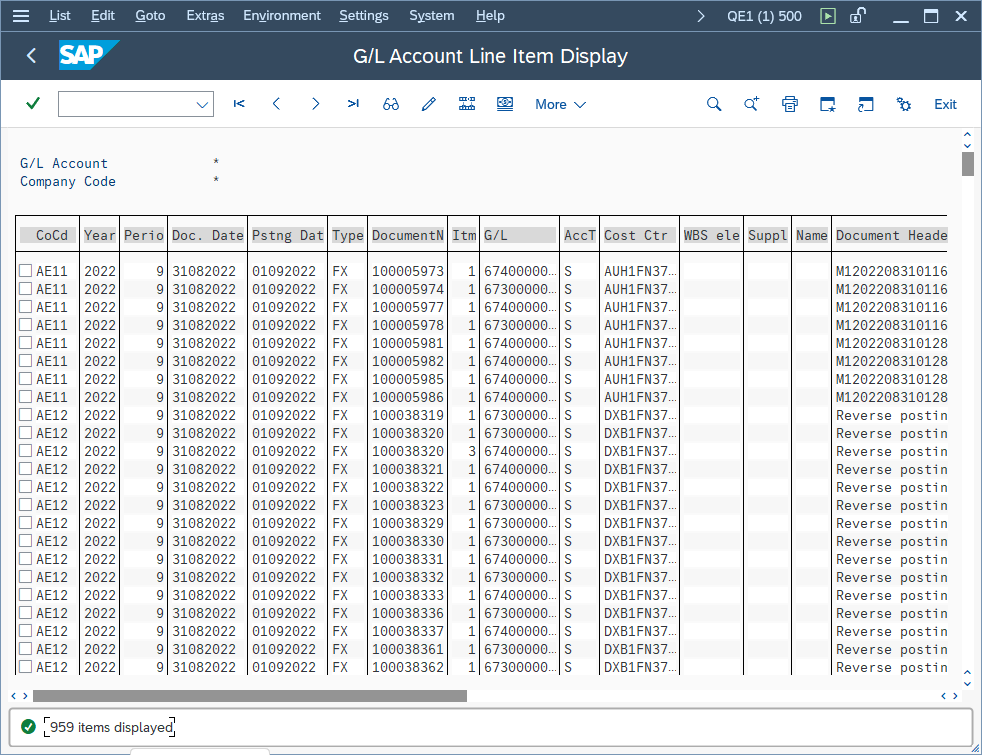 List Edit Goto Extras Environment Settings System Help QE1 (1) 500
SAP G/L Account Line Item Display
More Exit
G/L Account *
Company Code *
CoCd Year Perio Doc. Date Pstng Dat Type DocumentN Itm G/L AccT Cost Ctr WBS ele Suppl Name Document Heade
AE11 2022 9 31082022 01092022 FX 100005973 1 67400000… S AUH1FN37… M1202208310116
AE11 2022 9 31082022 01092022 FX 100005974 1 67300000… S AUH1FN37… M1202208310116
AE11 2022 9 31082022 01092022 FX 100005977 1 67400000… S AUH1FN37… M1202208310116
AE11 2022 9 31082022 01092022 FX 100005978 1 67300000… S AUH1FN37… M1202208310116
AE11 2022 9 31082022 01092022 FX 100005981 1 67400000… S AUH1FN37… M1202208310128
AE11 2022 9 31082022 01092022 FX 100005982 1 67400000… S AUH1FN37… M1202208310128
AE11 2022 9 31082022 01092022 FX 100005985 1 67400000… S AUH1FN37… M1202208310128
AE11 2022 9 31082022 01092022 FX 100005986 1 67400000… S AUH1FN37… M1202208310128
AE12 2022 9 31082022 01092022 FX 100038319 1 67300000… S DXB1FN37… Reverse postin
AE12 2022 9 31082022 01092022 FX 100038320 1 67300000… S DXB1FN37… Reverse postin
AE12 2022 9 31082022 01092022 FX 100038320 3 67400000… S DXB1FN37… Reverse postin
AE12 2022 9 31082022 01092022 FX 100038321 1 67400000… S DXB1FN37… Reverse postin
AE12 2022 9 31082022 01092022 FX 100038322 1 67400000… S DXB1FN37… Reverse postin
AE12 2022 9 31082022 01092022 FX 100038323 1 67300000… S DXB1FN37… Reverse postin
AE12 2022 9 31082022 01092022 FX 100038329 1 67300000… S DXB1FN37… Reverse postin
AE12 2022 9 31082022 01092022 FX 100038330 1 67300000… S DXB1FN37… Reverse postin
AE12 2022 9 31082022 01092022 FX 100038331 1 67400000… S DXB1FN37… Reverse postin
AE12 2022 9 31082022 01092022 FX 100038332 1 67300000… S DXB1FN37… Reverse postin
AE12 2022 9 31082022 01092022 FX 100038333 1 67400000… S DXB1FN37… Reverse postin
AE12 2022 9 31082022 01092022 FX 100038336 1 67300000… S DXB1FN37… Reverse postin
AE12 2022 9 31082022 01092022 FX 100038337 1 67400000… S DXB1FN37… Reverse postin
AE12 2022 9 31082022 01092022 FX 100038361 1 67300000… S DXB1FN37… Reverse postin
AE12 2022 9 31082022 01092022 FX 100038362 1 67300000… S DXB1FN37… Reverse postin
959 items displayed